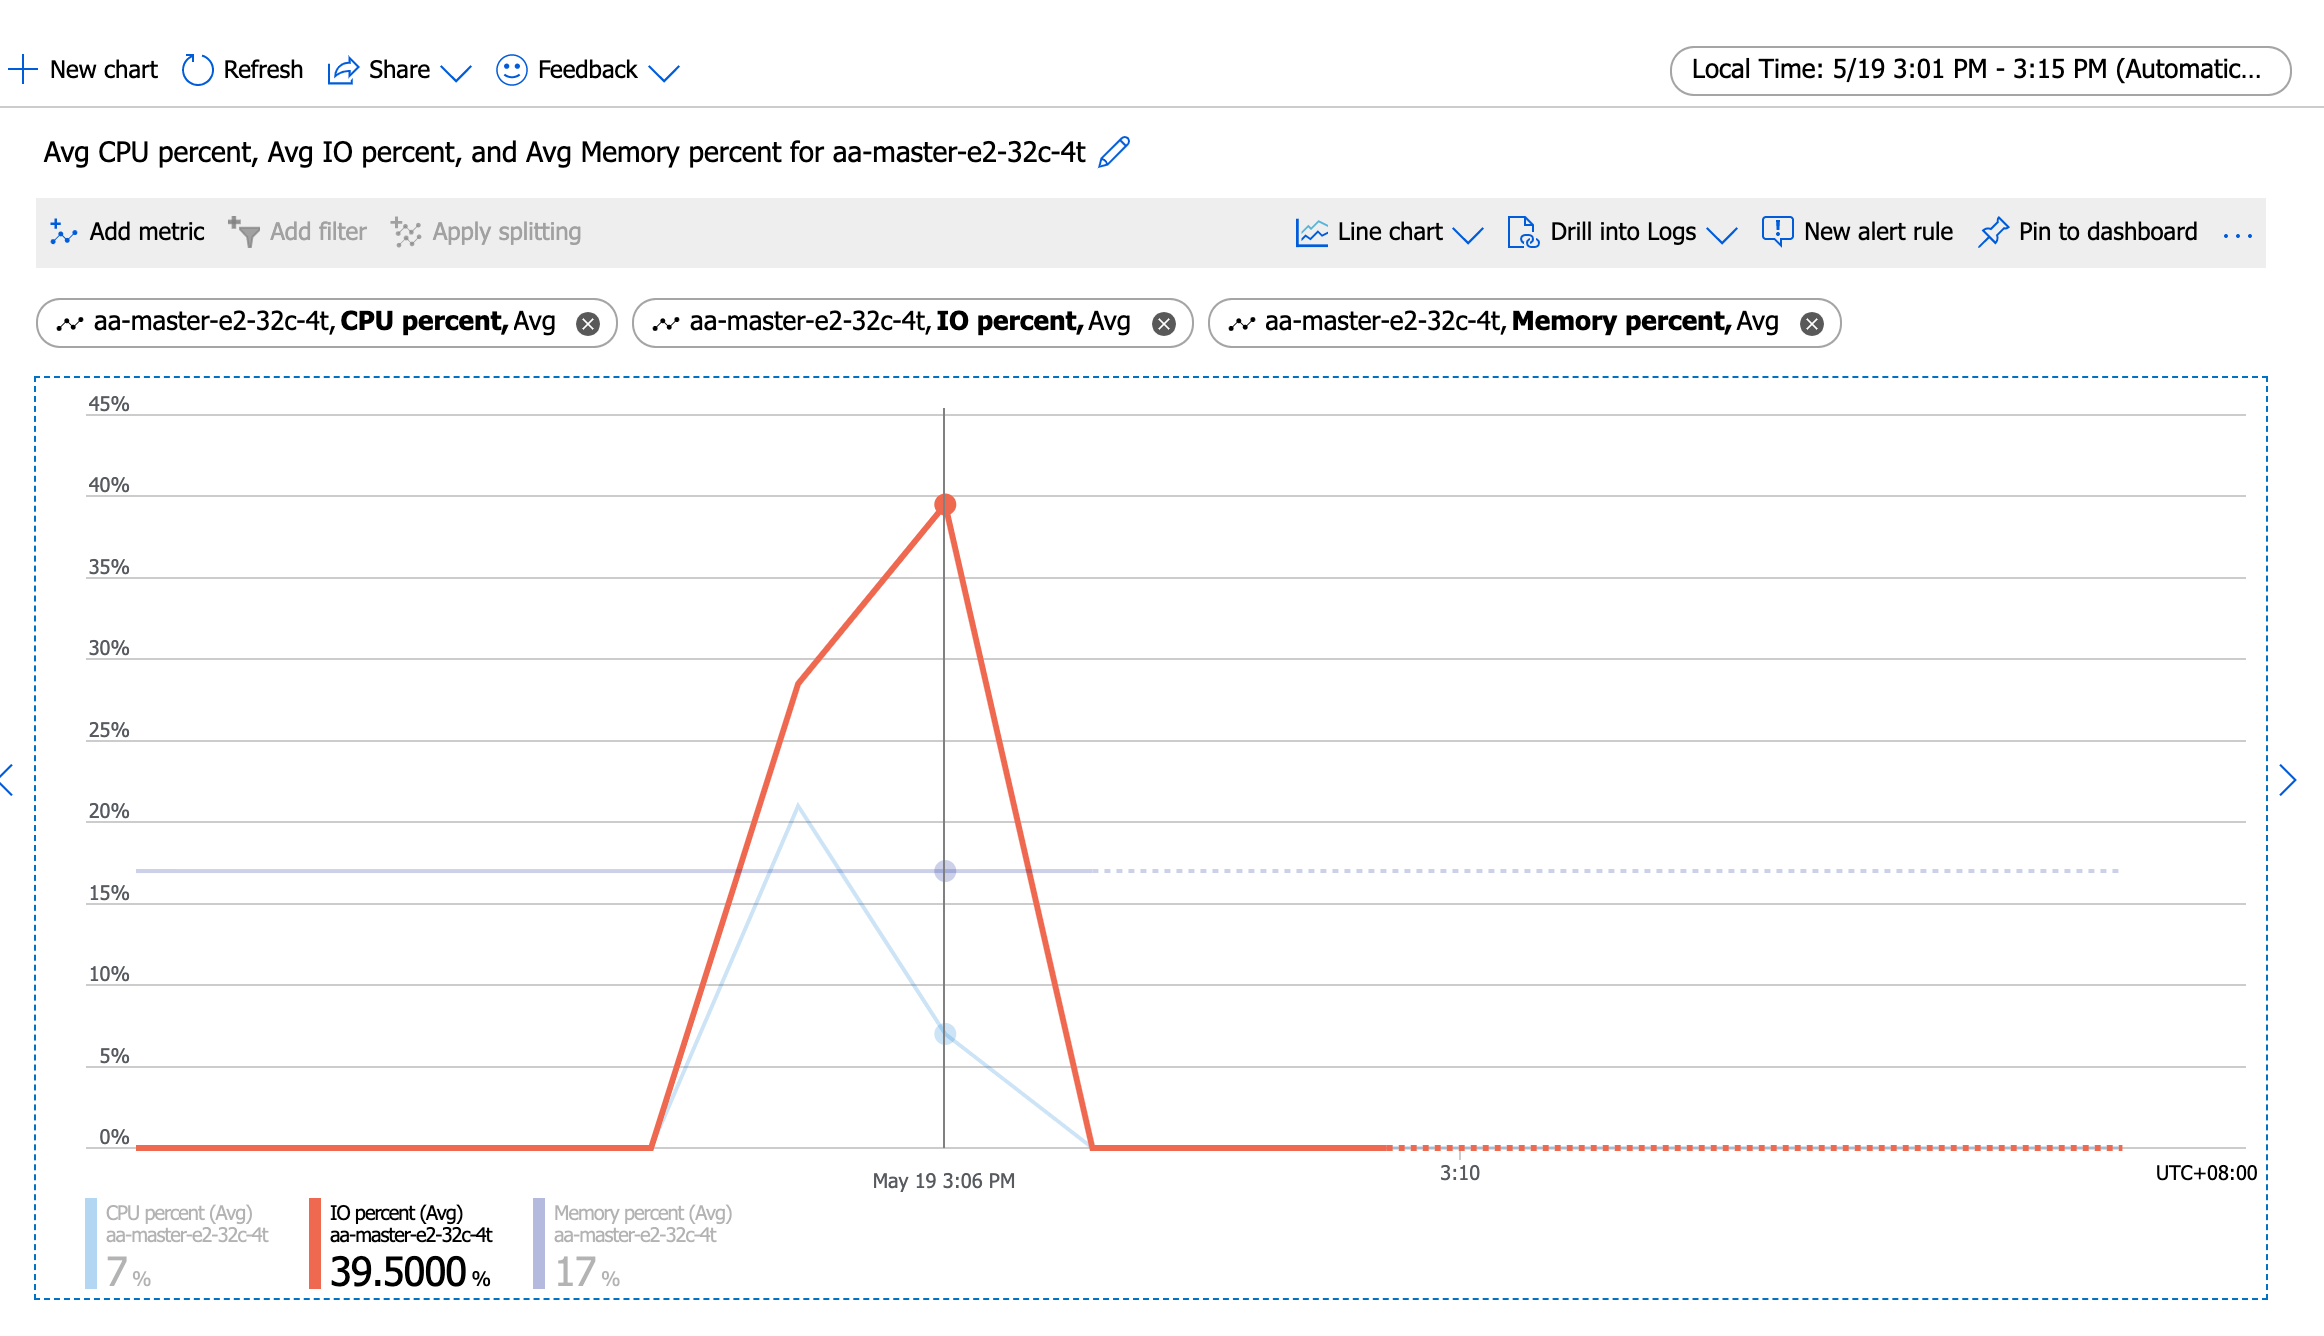 New chart Refresh Share Feedback Local Time: 5/19 3:01 PM - 3:15 PM (Automatic...
Avg CPU percent, Avg IO percent, and Avg Memory percent for aa-master-e2-32c-4t
Add metric Add filter Apply splitting Line chart Drill into Logs New alert rule Pin to dashboard ...
aa-master-e2-32c-4t, CPU percent, Avg aa-master-e2-32c-4t, IO percent, Avg aa-master-e2-32c-4t, Memory percent, Avg
45%
40%
35%
30%
25%
20%
15%
10%
5%
0%
May 19 3:06 PM 3:10 UTC+08:00
CPU percent (Avg) IO percent (Avg) Memory percent (Avg)
aa-master-e2-32c-4t aa-master-e2-32c-4t aa-master-e2-32c-4t
7 % 39.5000 % 17 %